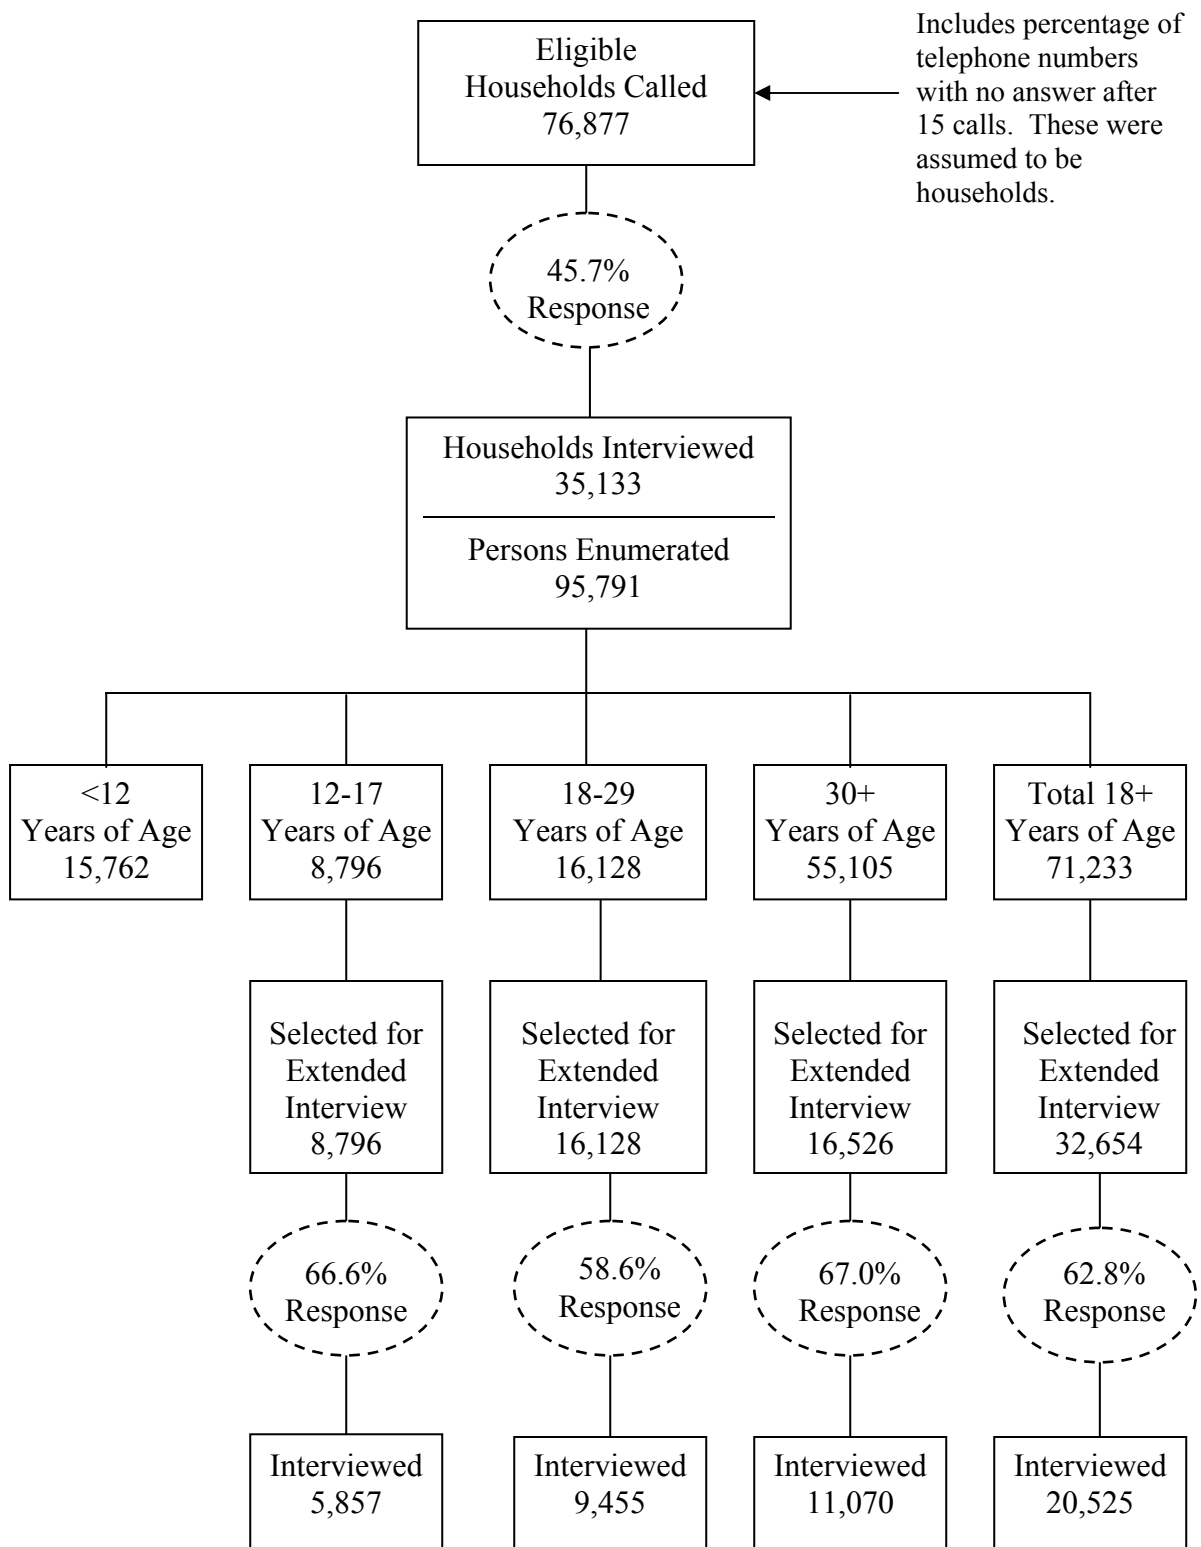 Eligible
Households Called
76,877
Includes percentage of
telephone numbers
with no answer after
15 calls.  These were
assumed to be
households.
45.7%
Response
Households Interviewed
35,133
Persons Enumerated
95,791
<12
Years of Age
15,762
12-17
Years of Age
8,796
18-29
Years of Age
16,128
30+
Years of Age
55,105
Total 18+
Years of Age
71,233
Selected for
Extended
Interview
8,796
Selected for
Extended
Interview
16,128
Selected for
Extended
Interview
16,526
Selected for
Extended
Interview
32,654
66.6%
Response
58.6%
Response
67.0%
Response
62.8%
Response
Interviewed
5,857
Interviewed
9,455
Interviewed
11,070
Interviewed
20,525